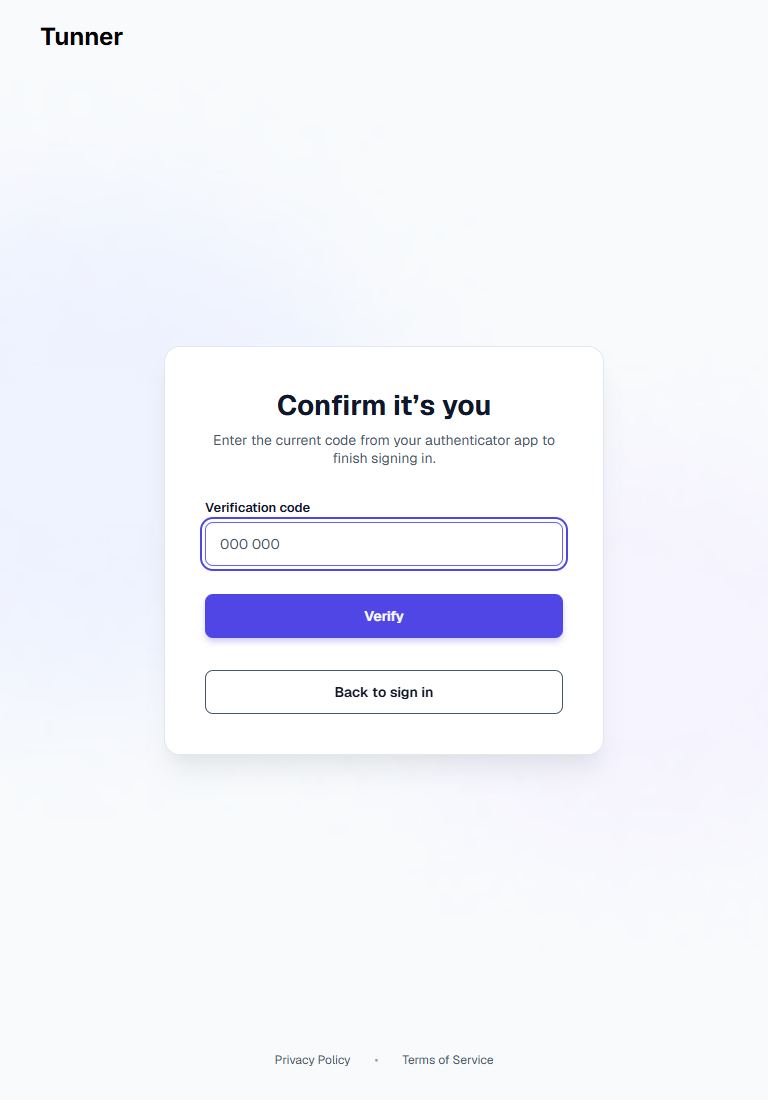 Tunner
Confirm it’s you
Enter the current code from your authenticator app to
finish signing in.
Verification code
000 000
Verify
Back to sign in
Privacy Policy • Terms of Service